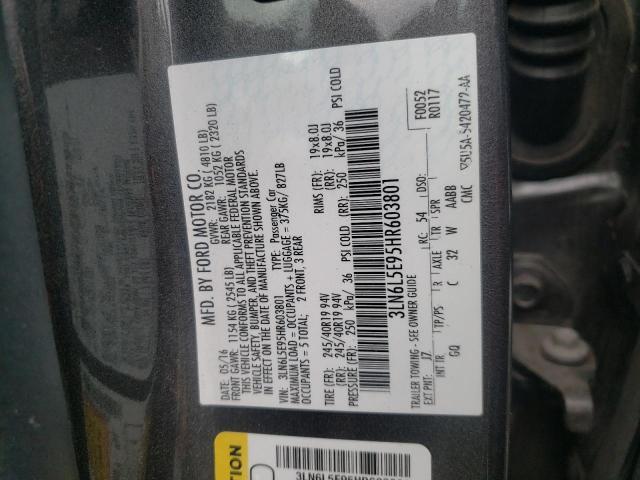 MFD. BY FORD MOTOR CO.
DATE: 05/16 GVWR: 2182 KG ( 4810 LB)
FRONT GAWR: 1154 KG ( 2545 LB) REAR GAWR: 1052 KG ( 2320 LB)
THIS VEHICLE CONFORMS TO ALL APPLICABLE FEDERAL MOTOR
VEHICLE SAFETY, BUMPER, AND THEFT PREVENTION STANDARDS
IN EFFECT ON THE DATE OF MANUFACTURE SHOWN ABOVE.
VIN: 3LN6L5E95HR603801 TYPE: Passenger Car
MAXIMUM LOAD = OCCUPANTS + LUGGAGE = 375KG/ 827LB
OCCUPANTS = 5 TOTAL; 2 FRONT, 3 REAR
TIRE (FR): 245/40R19 94V RIMS (FR): 19x8.0J
(RR): 245/40R19 94V (RR): 19x8.0J
PRESSURE (FR): 250 kPa/ 36 PSI COLD (RR): 250 kPa/ 36 PSI COLD
3LN6L5E95HR603801
TRAILER TOWING - SEE OWNER GUIDE F0052
R0117
EXT PNT: J7 RC: 54 DSO:
INT TR TP/PS R AXLE TR SPR
GQ C 32 W AABB
CMC 5U5A-5420472-AA
TION